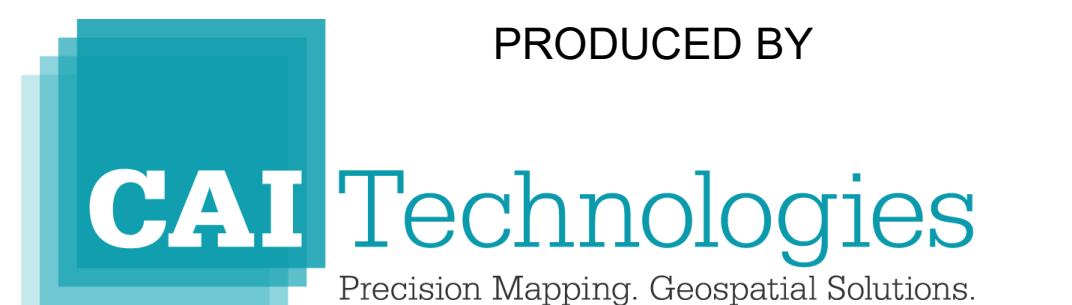 PRODUCED BY
CAI Technologies
Precision Mapping. Geospatial Solutions.